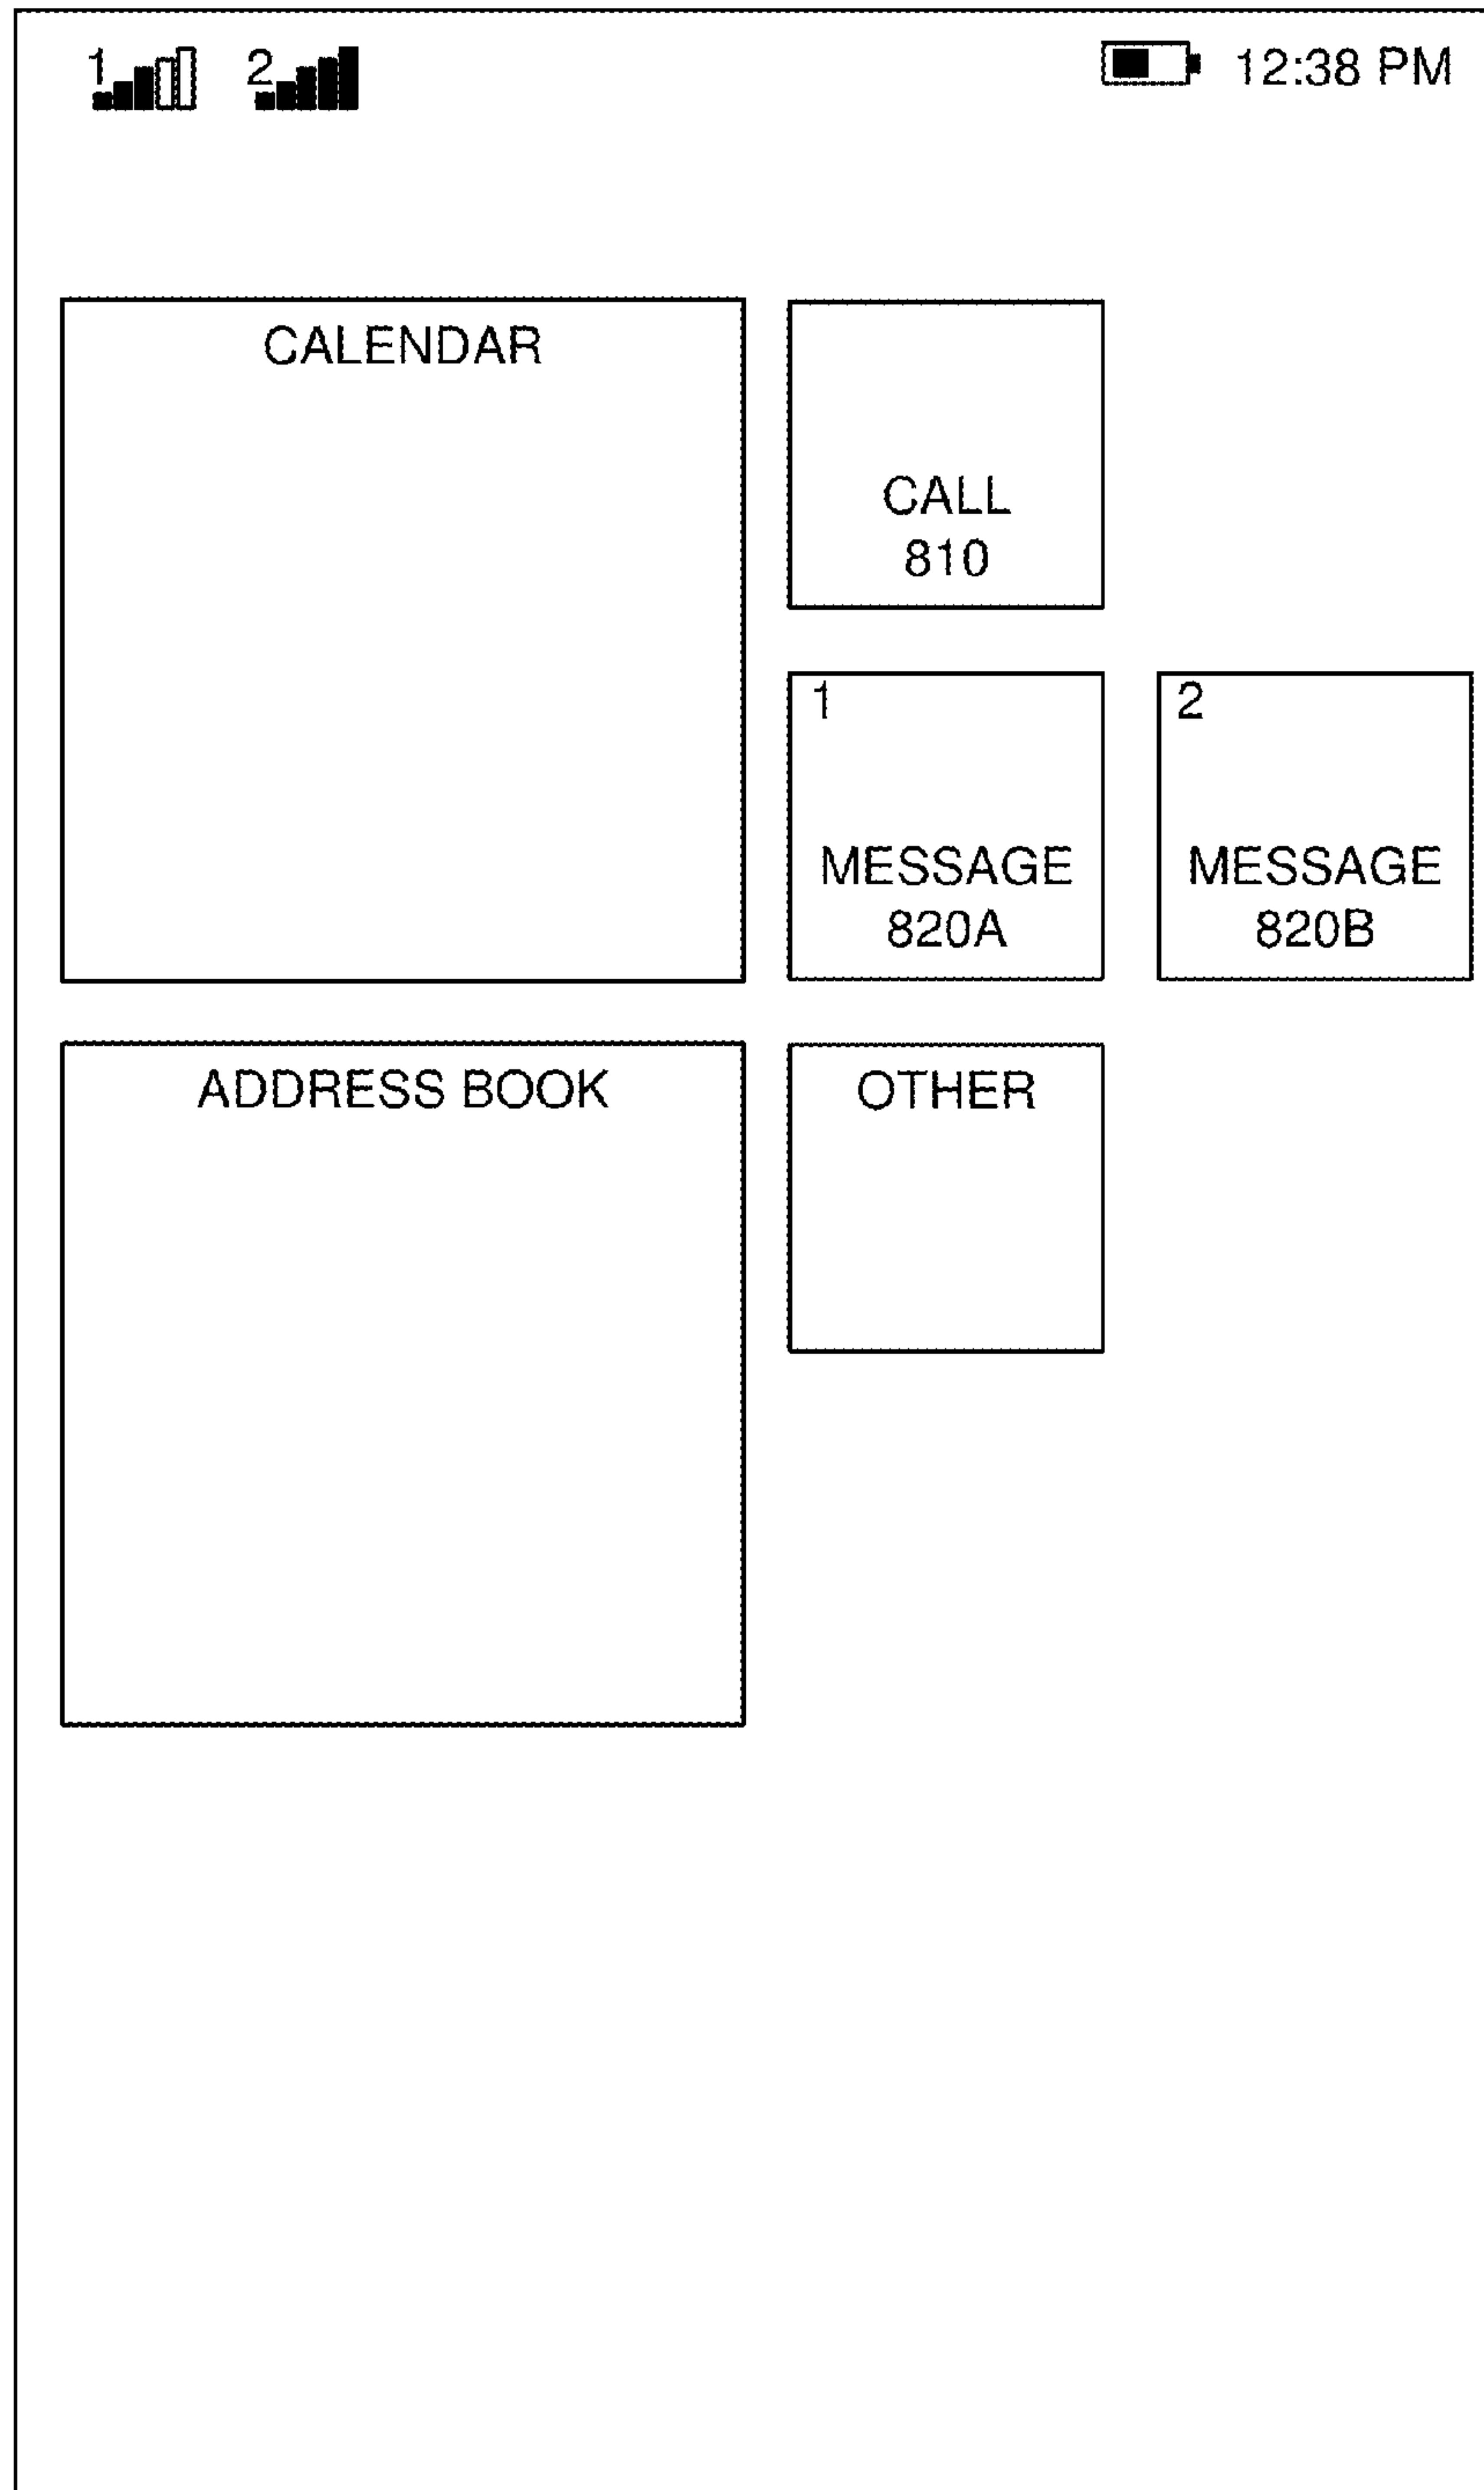 1 2 12:38 PM
CALENDAR
CALL
810
1
MESSAGE
820A
2
MESSAGE
820B
ADDRESS BOOK
OTHER